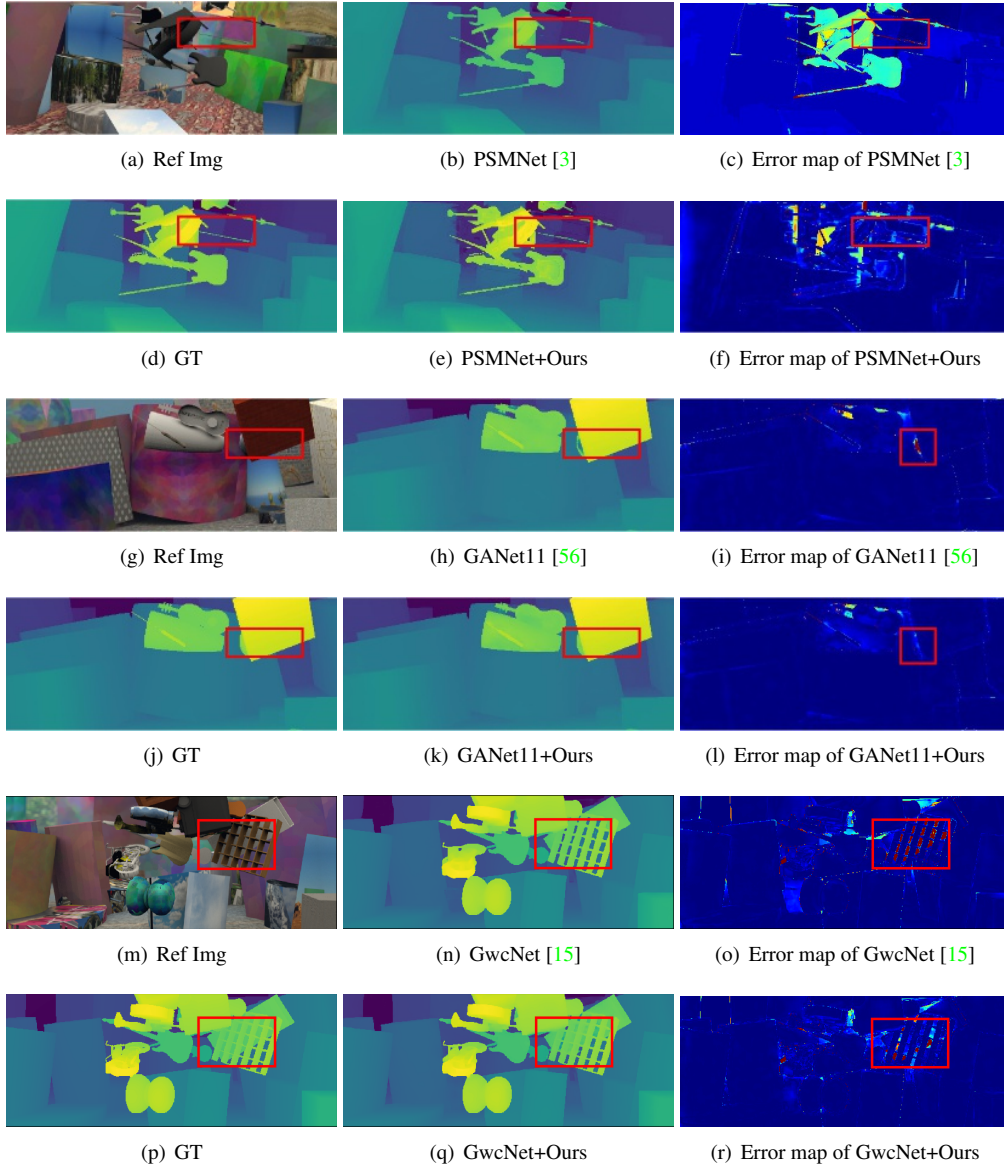 (a) Ref Img
(b) PSMNet [3]
(c) Error map of PSMNet [3]
(d) GT
(e) PSMNet+Ours
(f) Error map of PSMNet+Ours
(g) Ref Img
(h) GANet11 [56]
(i) Error map of GANet11 [56]
(j) GT
(k) GANet11+Ours
(l) Error map of GANet11+Ours
(m) Ref Img
(n) GwcNet [15]
(o) Error map of GwcNet [15]
(p) GT
(q) GwcNet+Ours
(r) Error map of GwcNet+Ours